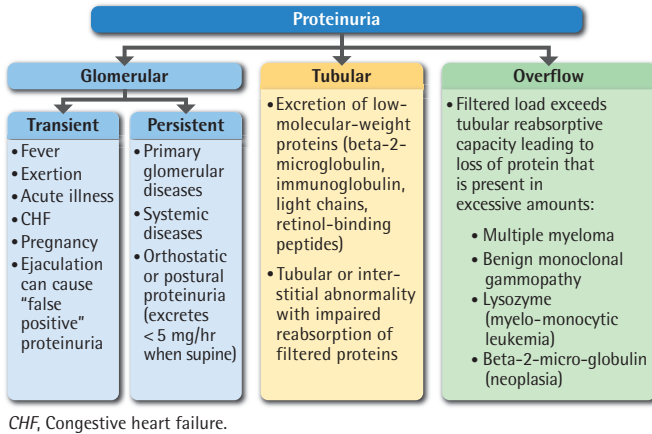 Proteinuria
Glomerular
Transient
• Fever
• Exertion
• Acute illness
• CHF
• Pregnancy
• Ejaculation
can cause
“false
positive”
proteinuria
Persistent
• Primary
glomerular
diseases
• Systemic
diseases
• Orthostatic
or postural
proteinuria
(excretes
< 5 mg/hr
when supine)
Tubular
• Excretion of low-
molecular-weight
proteins (beta-2-
microglobulin,
immunoglobulin,
light chains,
retinol-binding
peptides)
• Tubular or inter-
stitial abnormality
with impaired
reabsorption of
filtered proteins
Overflow
• Filtered load exceeds
tubular reabsorptive
capacity leading to
loss of protein that
is present in
excessive amounts:
• Multiple myeloma
• Benign monoclonal
gammopathy
• Lysozyme
(myelo-monocytic
leukemia)
• Beta-2-micro-globulin
(neoplasia)
CHF, Congestive heart failure.